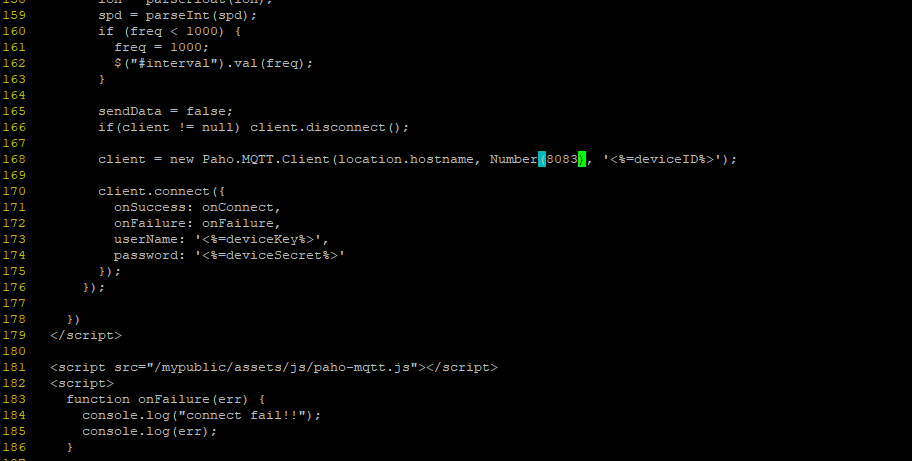 158         lon = parseFloat(lon);
159         spd = parseInt(spd);
160         if (freq < 1000) {
161           freq = 1000;
162           $("#interval").val(freq);
163         }
164
165         sendData = false;
166         if(client != null) client.disconnect();
167
168         client = new Paho.MQTT.Client(location.hostname, Number(8083), '<%=deviceID%>');
169
170         client.connect({
171           onSuccess: onConnect,
172           onFailure: onFailure,
173           userName: '<%=deviceKey%>',
174           password: '<%=deviceSecret%>'
175         });
176       });
177
178     })
179   </script>
180
181   <script src="/mypublic/assets/js/paho-mqtt.js"></script>
182   <script>
183     function onFailure(err) {
184       console.log("connect fail!!");
185       console.log(err);
186     }